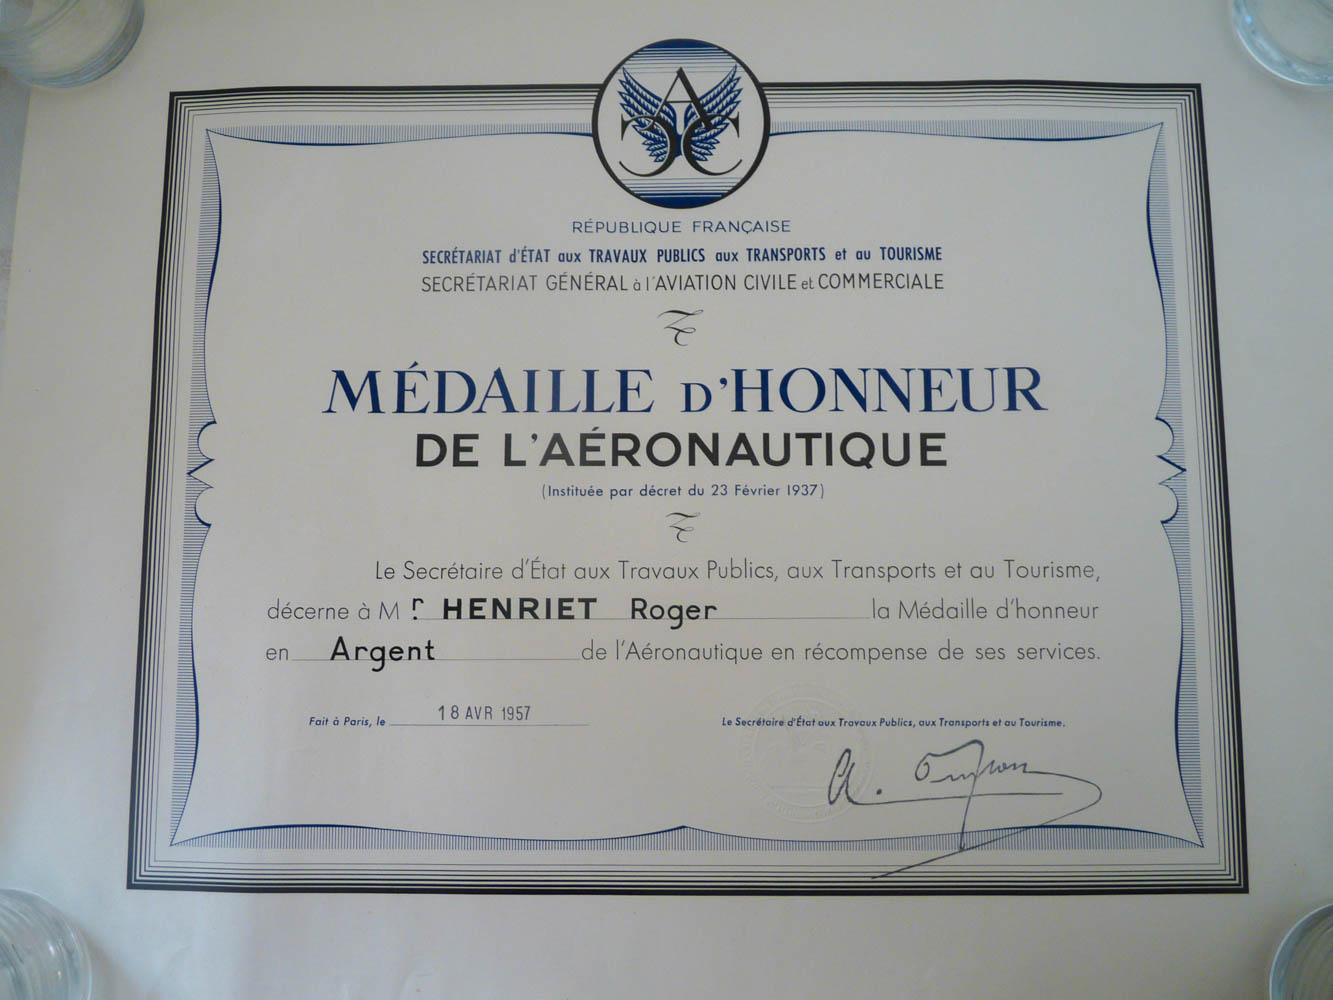 RÉPUBLIQUE FRANÇAISE
SECRÉTARIAT d'ÉTAT aux TRAVAUX PUBLICS aux TRANSPORTS et au TOURISME
SECRÉTARIAT GÉNÉRAL à l'AVIATION CIVILE et COMMERCIALE
MÉDAILLE D'HONNEUR
DE L'AÉRONAUTIQUE
(Instituée par décret du 23 Février 1937)
Le Secrétaire d'État aux Travaux Publics, aux Transports et au Tourisme,
décerne à Mr. HENRIET Roger la Médaille d'honneur
en Argent de l'Aéronautique en récompense de ses services.
Fait à Paris, le 18 AVR 1957
Le Secrétaire d'État aux Travaux Publics, aux Transports et au Tourisme.